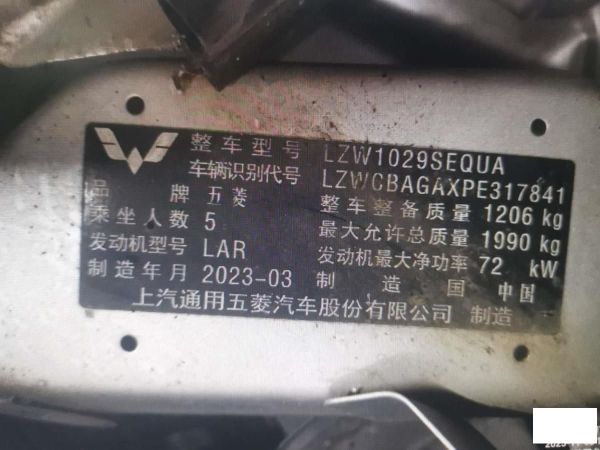 整车型号 LZW1029SEQUA
车辆识别代号 LZWCBAGAXPE317841
品牌 五菱 整车整备质量 1206 kg
乘坐人数 5 最大允许总质量 1990 kg
发动机型号 LAR 发动机最大净功率 72 kW
制造年月 2023-03 制造国 中国
上汽通用五菱汽车股份有限公司 制造